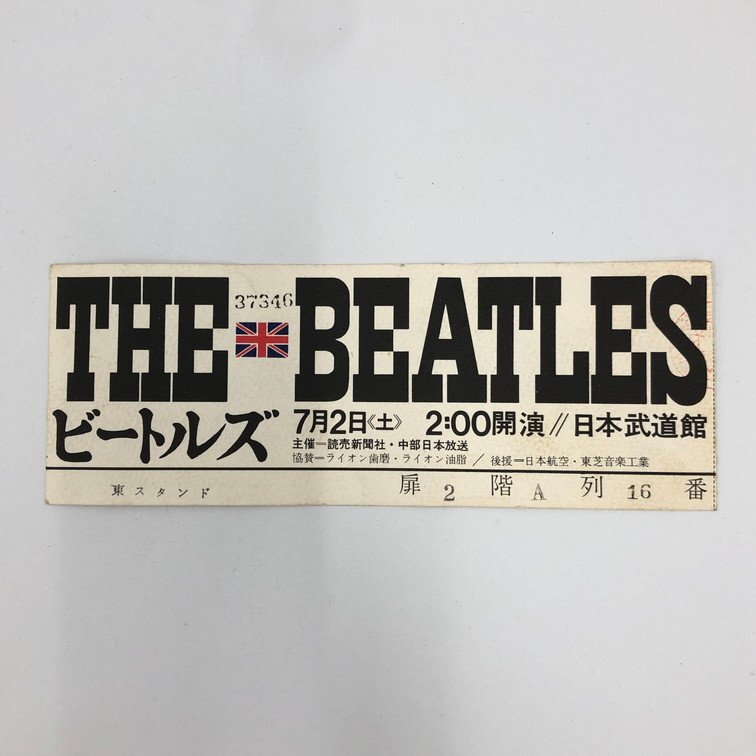 37346
THE BEATLES
ビートルズ
7月2日《土》 2:00開演//日本武道館
主催＝読売新聞社・中部日本放送
協賛＝ライオン歯磨・ライオン油脂／後援＝日本航空・東芝音楽工業
東スタンド 扉 2 階 A 列 16 番